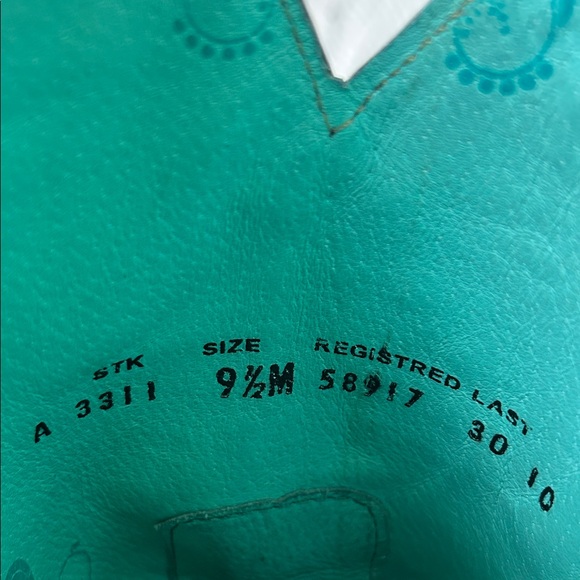 STK SIZE REGISTRED LAST
A 3311 9½M 58917 30 10